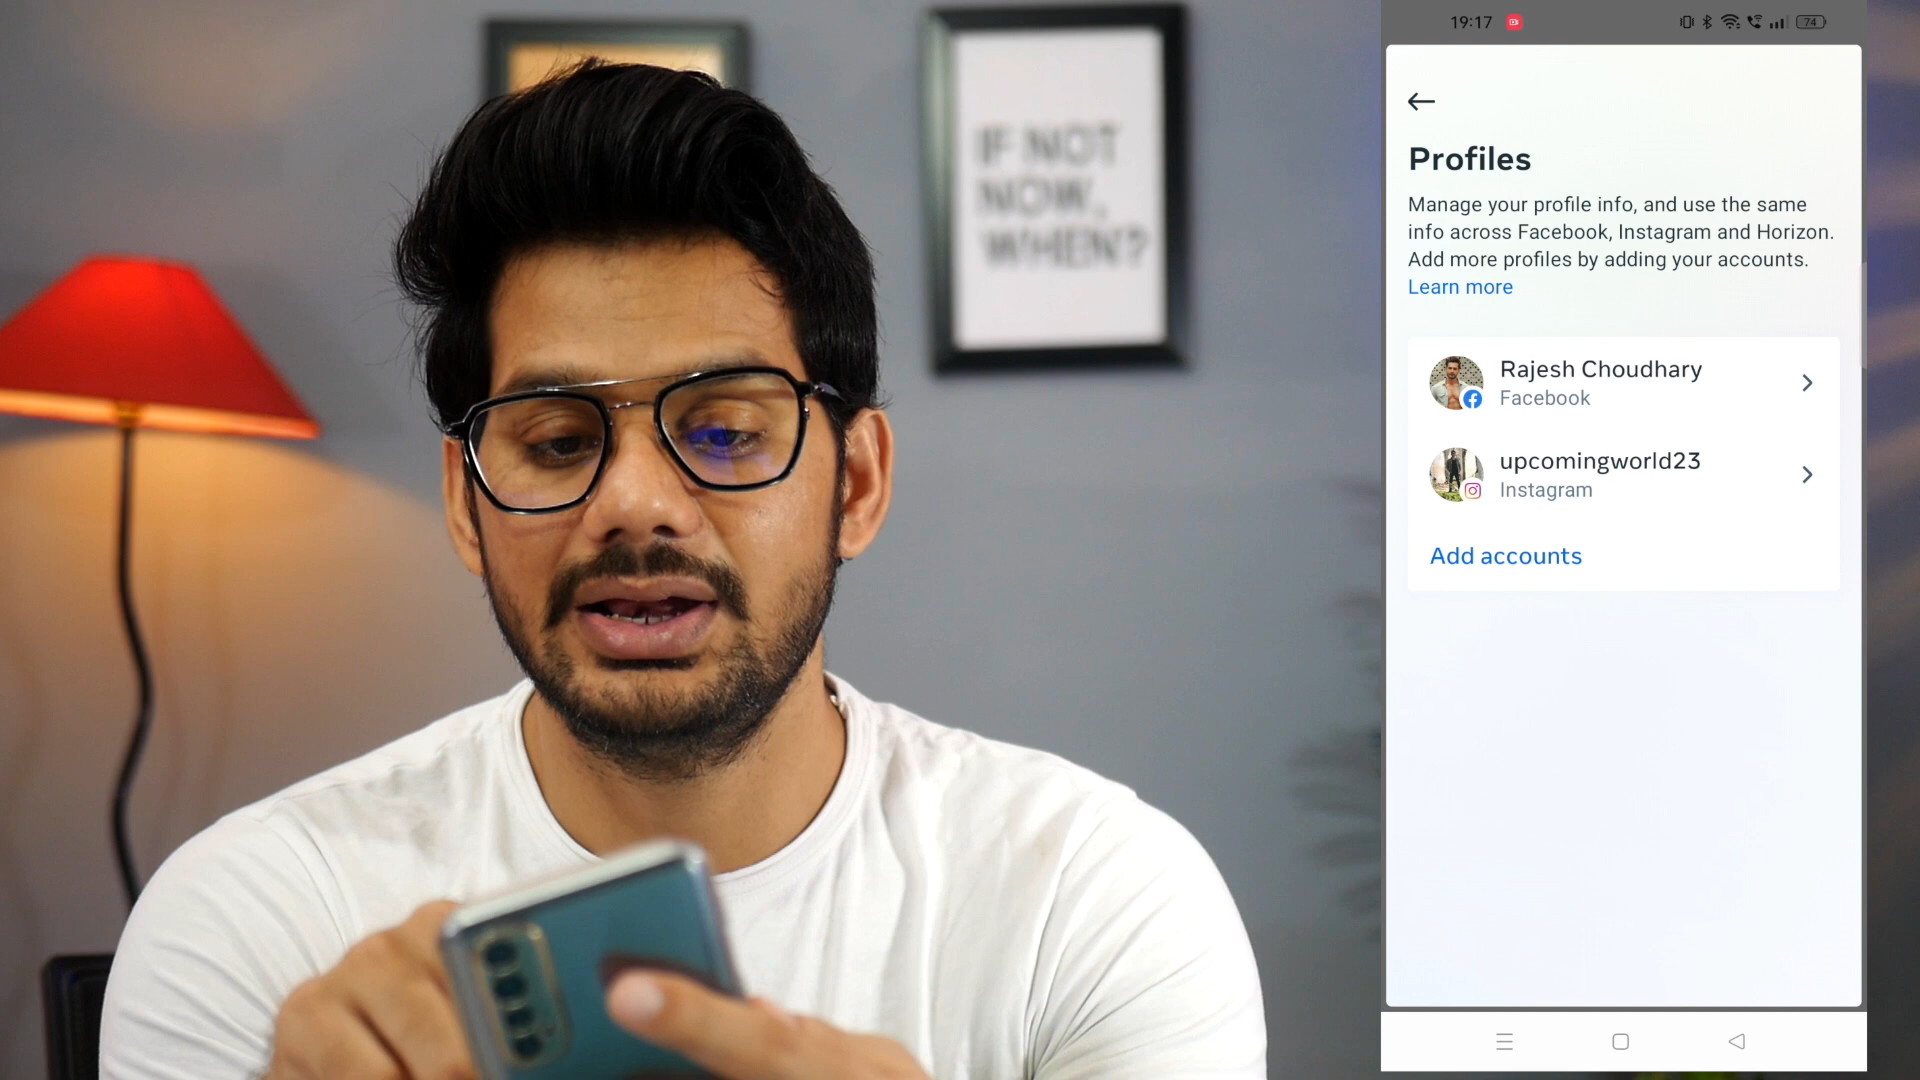 IF NOT
NOW,
WHEN?
19:17
74
Profiles
Manage your profile info, and use the same
info across Facebook, Instagram and Horizon.
Add more profiles by adding your accounts.
Learn more
Rajesh Choudhary
Facebook
upcomingworld23
Instagram
Add accounts